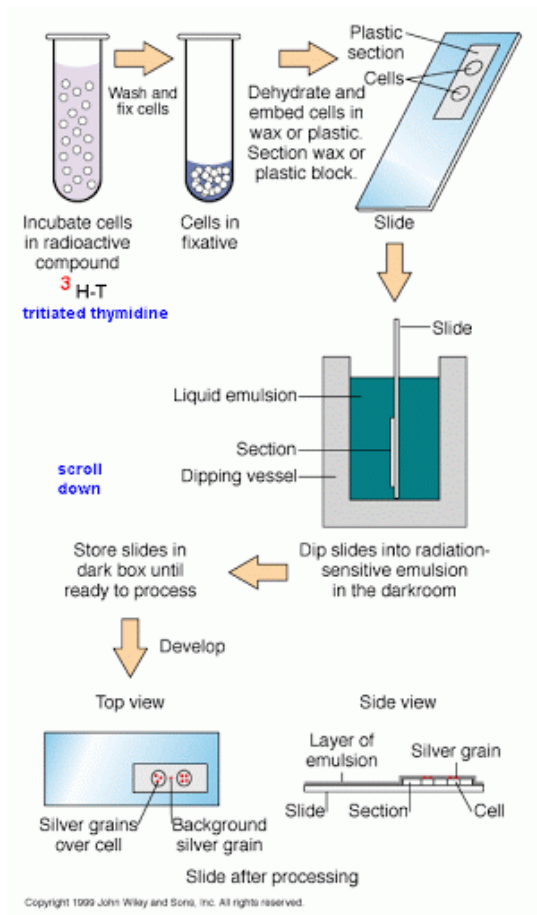 Wash and
fix cells
Dehydrate and
embed cells in
wax or plastic.
Section wax or
plastic block.
Plastic
section
Cells
Incubate cells
in radioactive
compound
3 H-T
tritiated thymidine
Cells in
fixative
Slide
Slide
Liquid emulsion
Section
Dipping vessel
scroll
down
Dip slides into radiation-
sensitive emulsion
in the darkroom
Store slides in
dark box until
ready to process
Develop
Top view
Side view
Silver grains
over cell
Background
silver grain
Layer of
emulsion
Silver grain
Slide
Section
Cell
Slide after processing
Copyright 1999 John Wiley and Sons, Inc. All rights reserved.